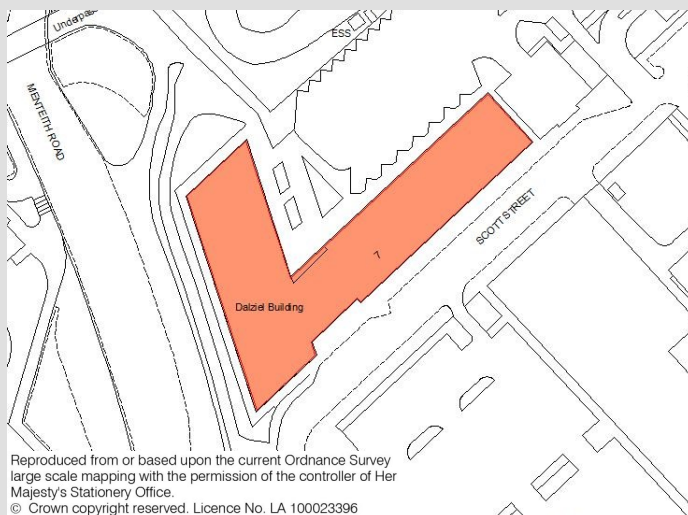 Underpass
ESS
MENTEITH ROAD
SCOTT STREET
7
Dalziel Building
Reproduced from or based upon the current Ordnance Survey
large scale mapping with the permission of the controller of Her
Majesty's Stationery Office.
© Crown copyright reserved. Licence No. LA 100023396